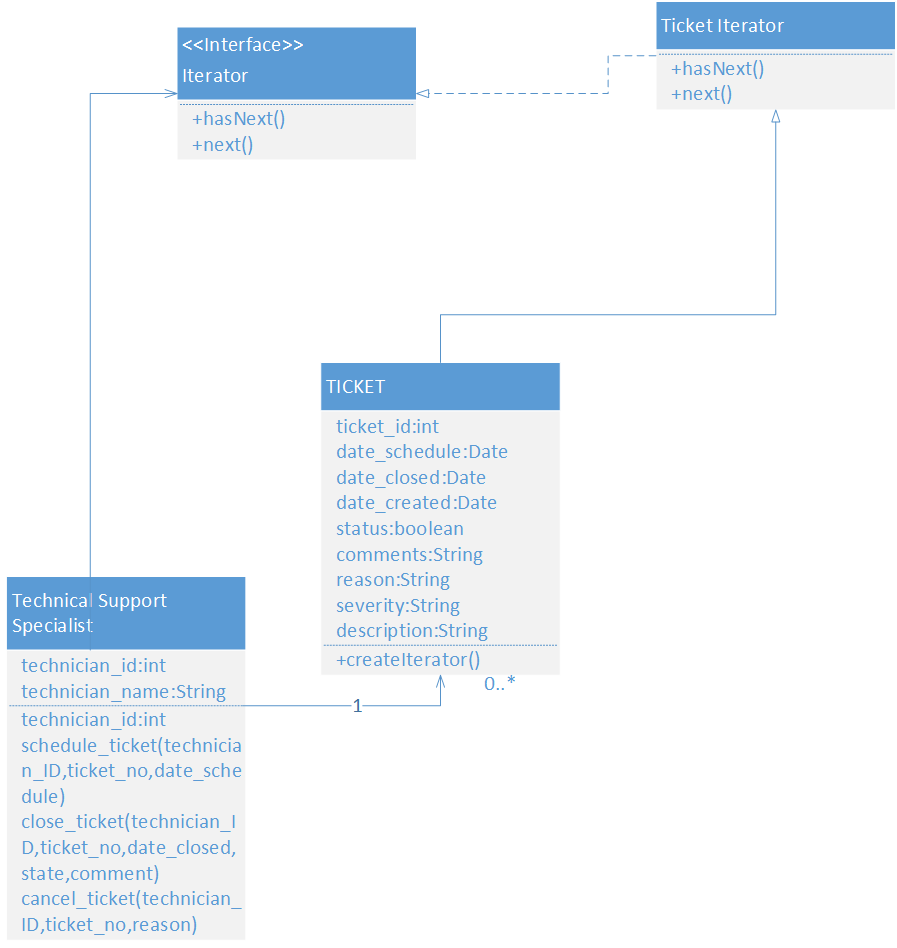 <<Interface>>
Iterator
+hasNext()
+next()
Ticket Iterator
+hasNext()
+next()
TICKET
ticket_id:int
date_schedule:Date
date_closed:Date
date_created:Date
status:boolean
comments:String
reason:String
severity:String
description:String
+createIterator()
0..*
1
Technical Support
Specialist
technician_id:int
technician_name:String
technician_id:int
schedule_ticket(technicia
n_ID,ticket_no,date_sche
dule)
close_ticket(technician_I
D,ticket_no,date_closed,
state,comment)
cancel_ticket(technician_
ID,ticket_no,reason)